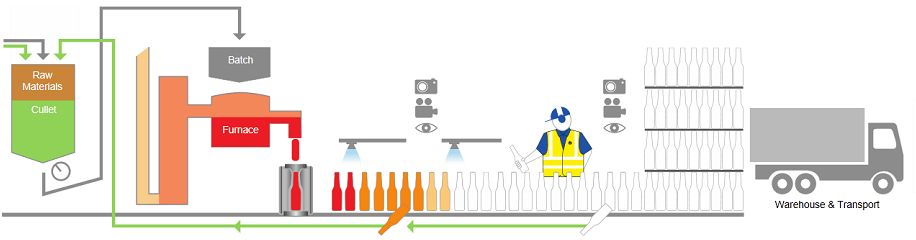 Raw
Materials
Cullet
Batch
Furnace
Warehouse & Transport